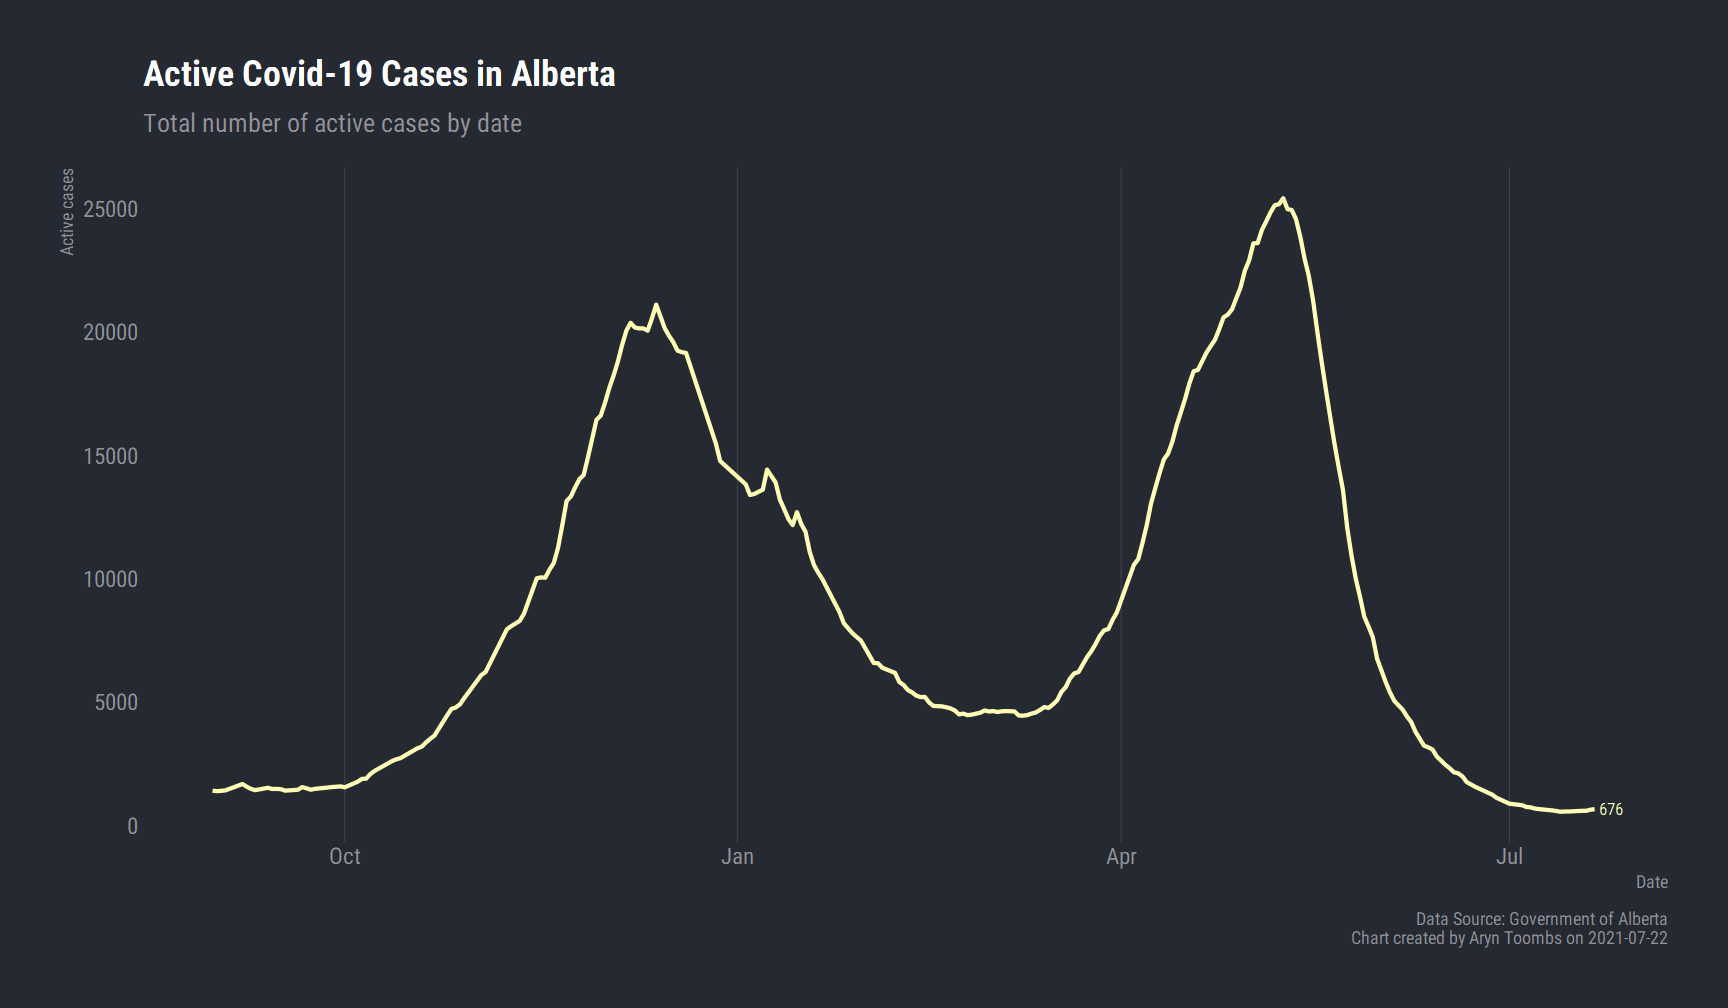 Active Covid-19 Cases in Alberta
Total number of active cases by date
Active cases
25000
20000
15000
10000
5000
0
676
Oct
Jan
Apr
Jul
Date
Data Source: Government of Alberta
Chart created by Aryn Toombs on 2021-07-22